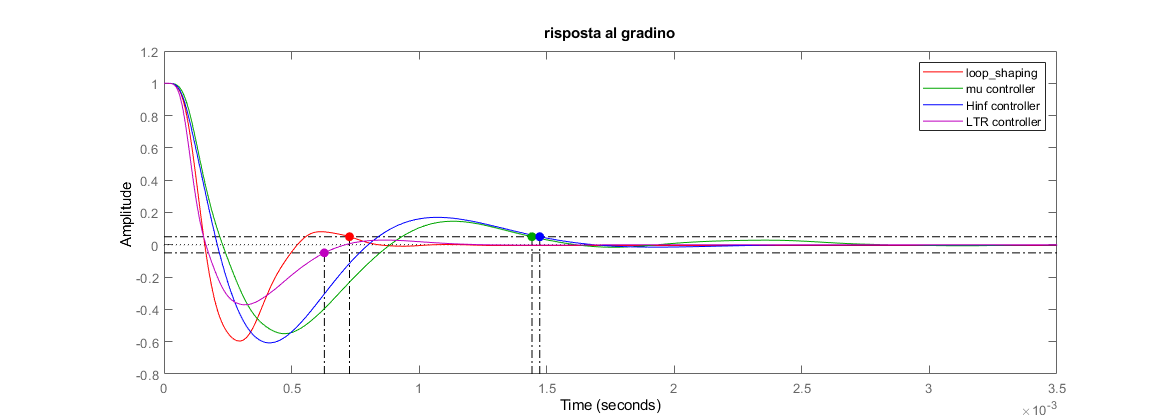 risposta al gradino
loop_shaping
mu controller
Hinf controller
LTR controller
Amplitude
1.2
1
0.8
0.6
0.4
0.2
0
-0.2
-0.4
-0.6
-0.8
0 0.5 1 1.5 2 2.5 3 3.5
Time (seconds)
×10⁻³